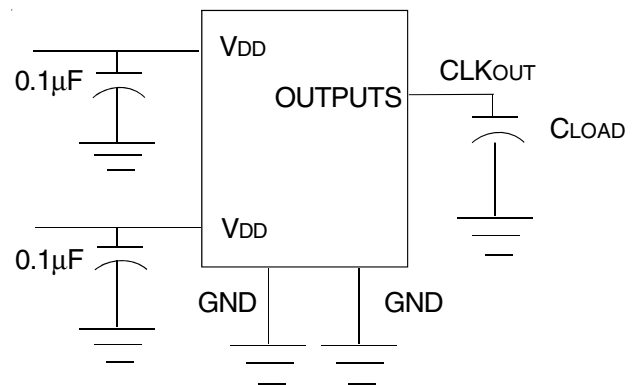 VDD
0.1µF
CLKOUT
OUTPUTS
CLOAD
VDD
0.1µF
GND
GND